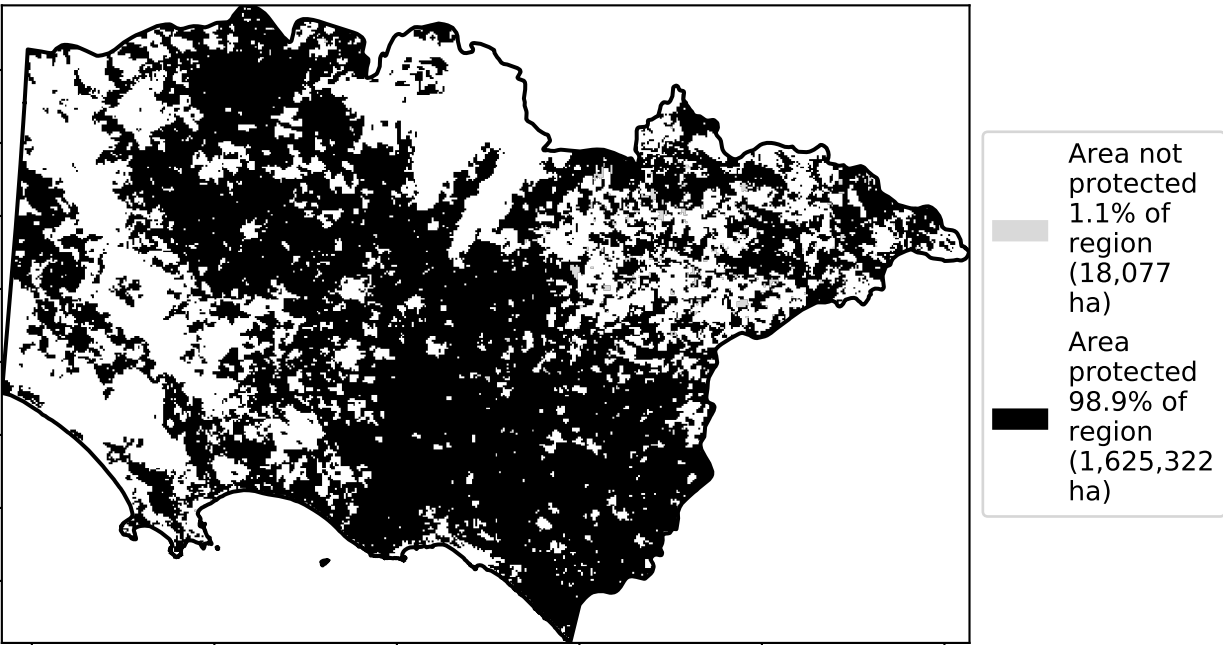 Area not
protected
1.1% of
region
(18,077
ha)
Area
protected
98.9% of
region
(1,625,322
ha)